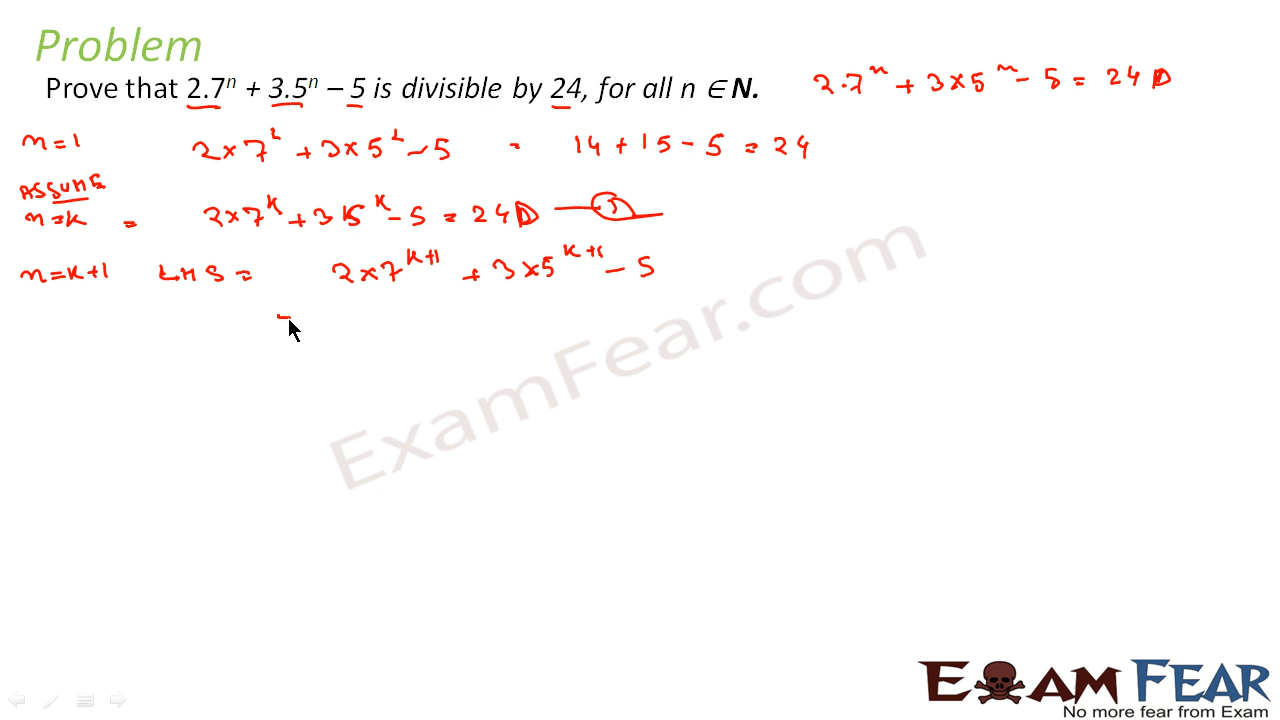 Problem
Prove that 2.7ⁿ + 3.5ⁿ – 5 is divisible by 24, for all n ∈ N.
2.7ⁿ + 3×5ⁿ - 5 = 24D
n=1 2×7¹ + 3×5¹ - 5 = 14 + 15 - 5 = 24
ASSUME
n=k = 2×7ᵏ + 3×5ᵏ - 5 = 24D — ①
n=k+1 LHS = 2×7ᵏ⁺¹ + 3×5ᵏ⁺¹ - 5
ExamFear.com
EXAM FEAR
No more fear from Exam